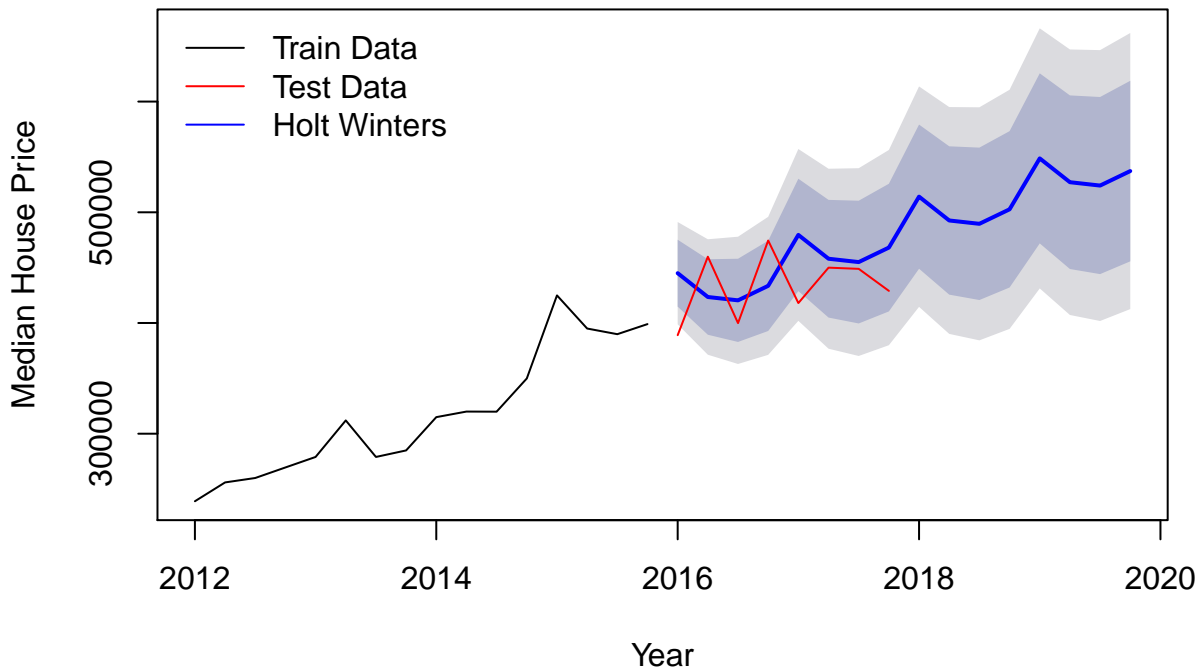 Train Data
Test Data
Holt Winters
Median House Price
500000
300000
2012 2014 2016 2018 2020
Year